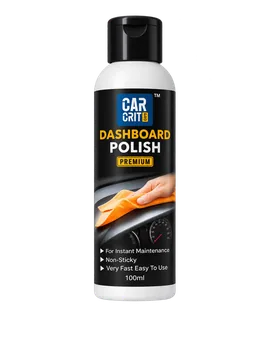 CAR
CRIT
TM
DASHBOARD
POLISH
PREMIUM
▶ For Instant Maintenance
▶ Non-Sticky
▶ Very Fast Easy To Use
100ml